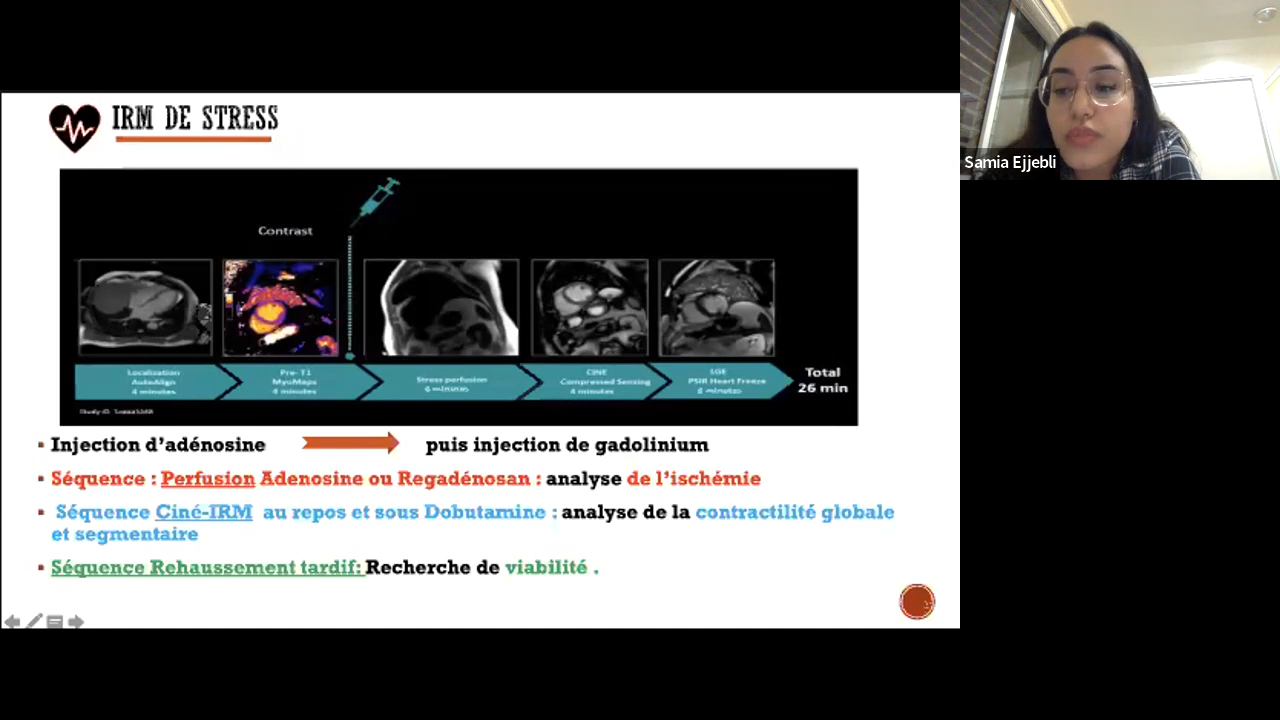 IRM DE STRESS
Contrast
Localization
AutoAlign
4 minutes
Pre- T1
MyoMaps
4 minutes
Stress perfusion
6 minutes
CINE
Compressed Sensing
4 minutes
LGE
PSIR Heart Freeze
minutes
Total
26 min
▪ Injection d'adénosine puis injection de gadolinium
▪ Séquence : Perfusion Adenosine ou Regadénosan : analyse de l'ischémie
▪ Séquence Ciné-IRM au repos et sous Dobutamine : analyse de la contractilité globale
et segmentaire
▪ Séquence Rehaussement tardif: Recherche de viabilité .
Samia Ejjebli